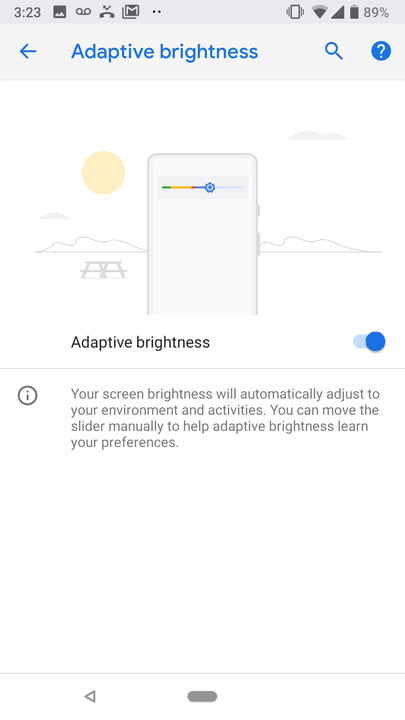 3:23
89%
Adaptive brightness
Adaptive brightness
Your screen brightness will automatically adjust to
your environment and activities. You can move the
slider manually to help adaptive brightness learn
your preferences.